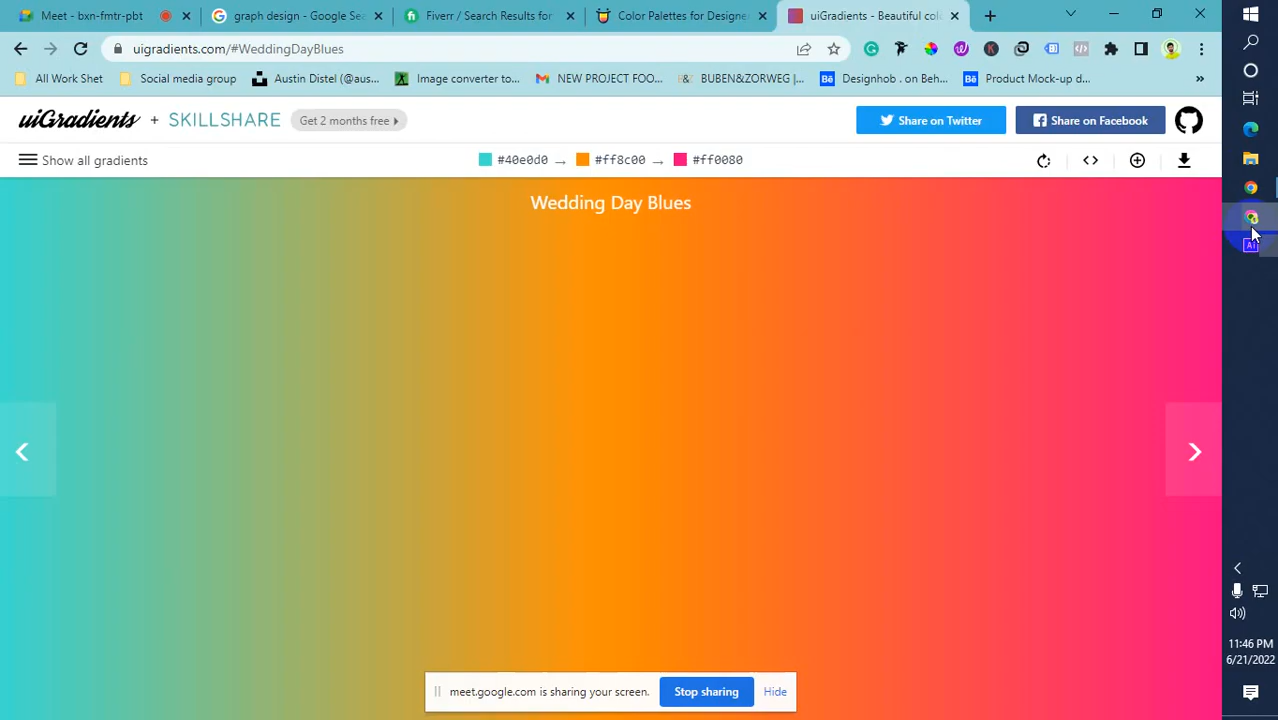 Meet - bxn-fmtr-pbt
graph design - Google Sea
Fiverr / Search Results for
Color Palettes for Designe
uiGradients - Beautiful col
uigradients.com/#WeddingDayBlues
All Work Shet
Social media group
Austin Distel (@aus...
Image converter to...
NEW PROJECT FOO...
BUBEN&ZORWEG |...
Designhob . on Beh...
Product Mock-up d...
uiGradients + SKILLSHARE
Get 2 months free
Share on Twitter
Share on Facebook
Show all gradients
#40e0d0 → #ff8c00 → #ff0080
Wedding Day Blues
Ai
meet.google.com is sharing your screen.
Stop sharing
Hide
11:46 PM
6/21/2022